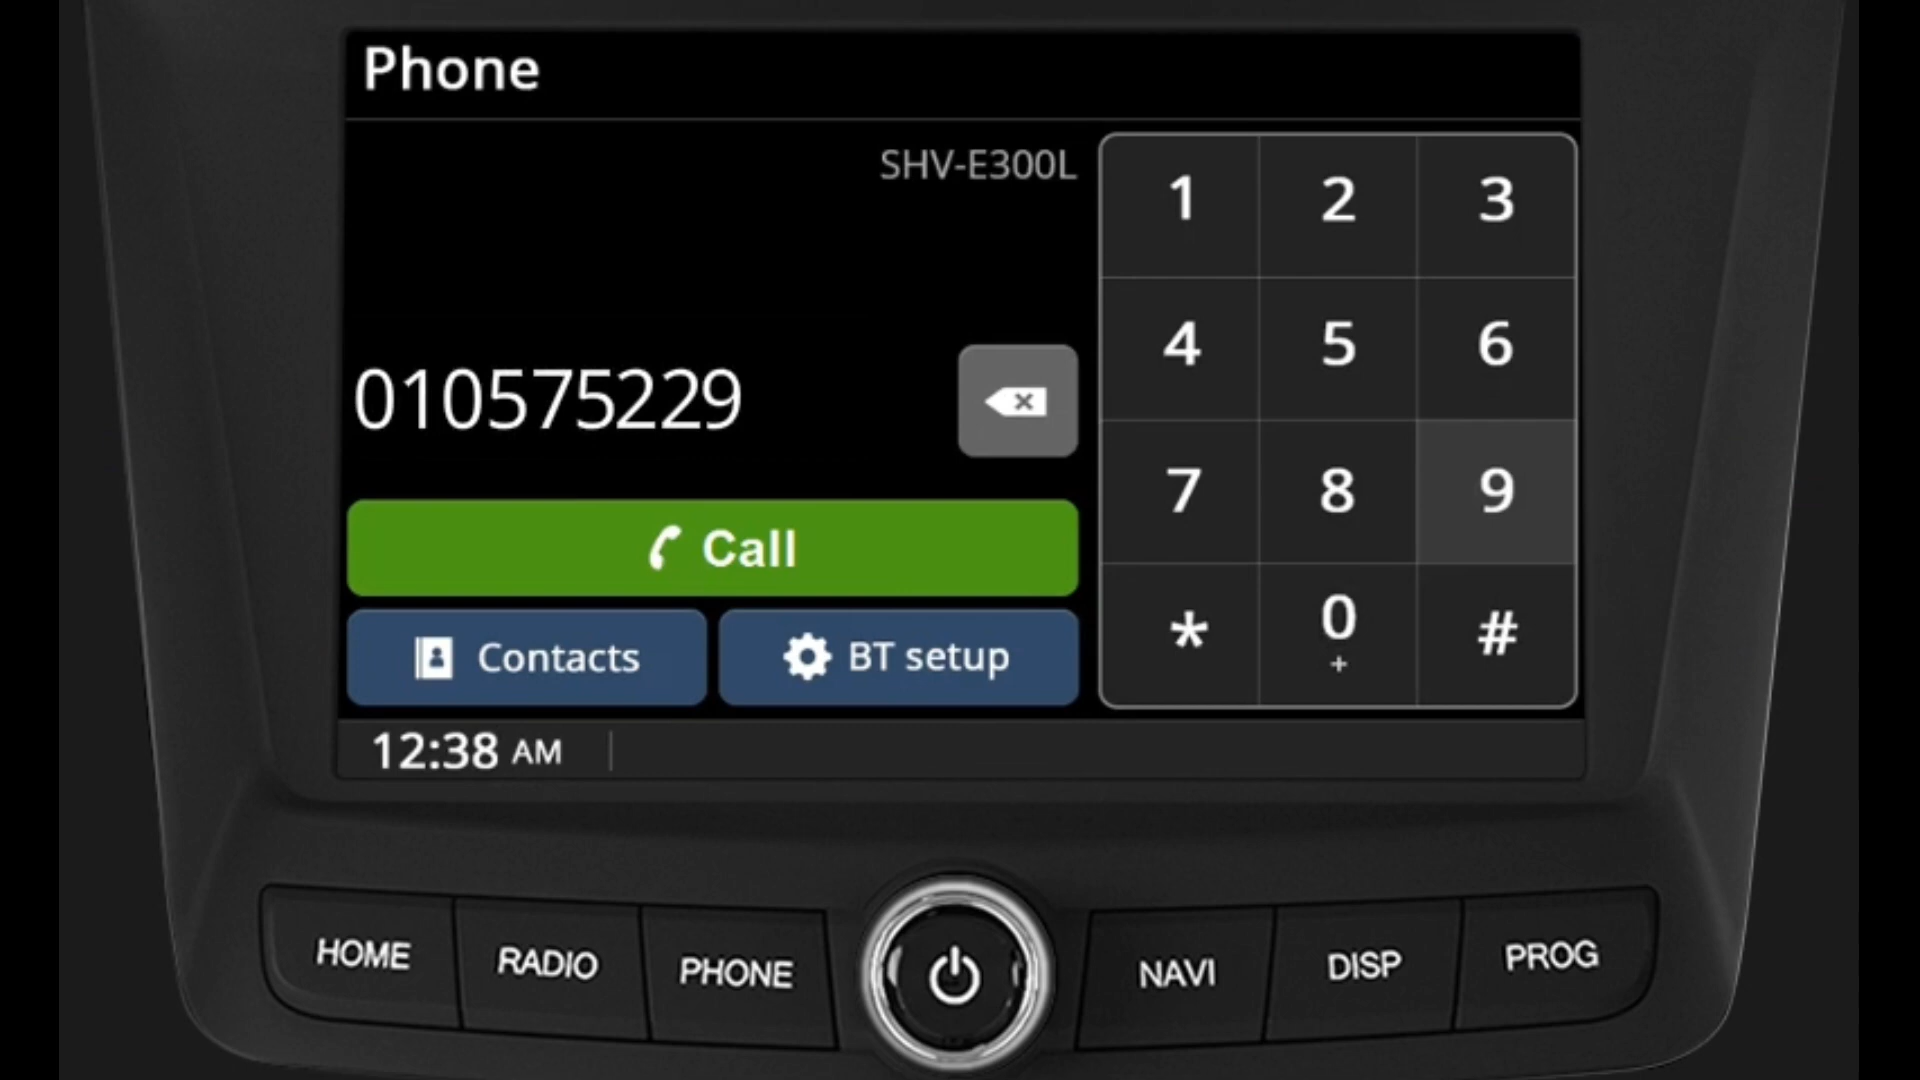 Phone
SHV-E300L
1 2 3
4 5 6
7 8 9
* 0 #
+
010575229
Call
Contacts
BT setup
12:38 AM
HOME
RADIO
PHONE
NAVI
DISP
PROG